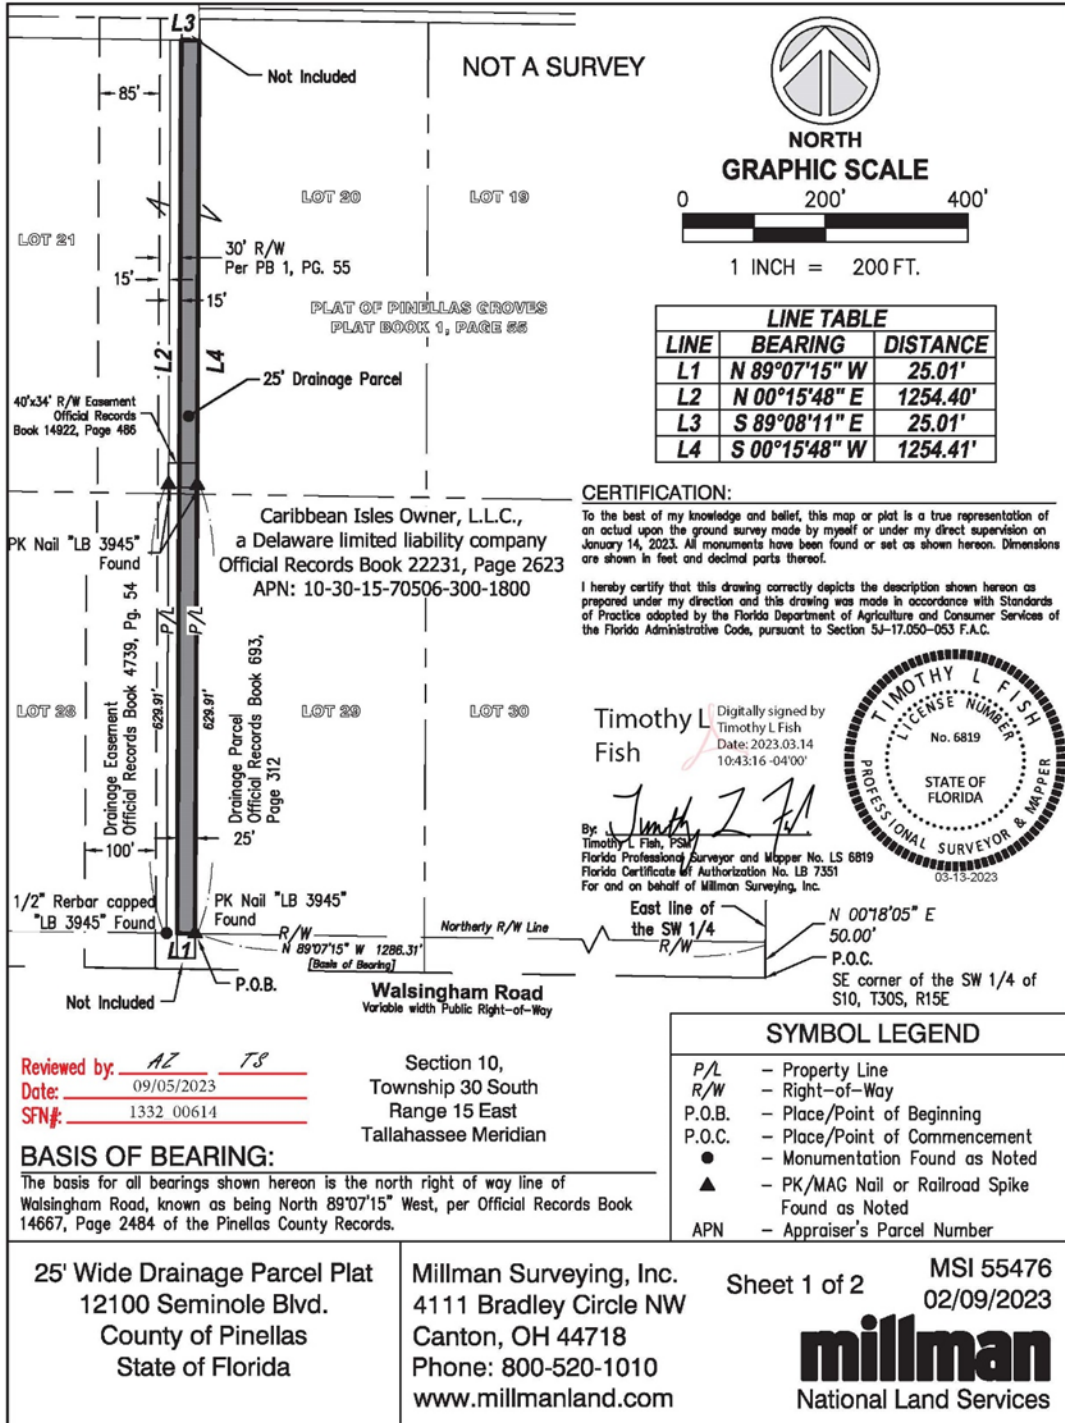 L3
Not Included
85'
NOT A SURVEY
NORTH
GRAPHIC SCALE
0 200' 400'
1 INCH = 200 FT.
LOT 20
LOT 19
LOT 21
30' R/W
Per PB 1, PG. 55
15'
15'
PLAT OF PINELLAS GROVES
PLAT BOOK 1, PAGE 55
L2
L4
25' Drainage Parcel
40'x34' R/W Easement
Official Records
Book 14922, Page 486
LINE TABLE
LINE BEARING DISTANCE
L1 N 89°07'15" W 25.01'
L2 N 00°15'48" E 1254.40'
L3 S 89°08'11" E 25.01'
L4 S 00°15'48" W 1254.41'
PK Nail "LB 3945"
Found
Caribbean Isles Owner, L.L.C.,
a Delaware limited liability company
Official Records Book 22231, Page 2623
APN: 10-30-15-70506-300-1800
CERTIFICATION:
To the best of my knowledge and belief, this map or plat is a true representation of
an actual upon the ground survey made by myself or under my direct supervision on
January 14, 2023. All monuments have been found or set as shown hereon. Dimensions
are shown in feet and decimal parts thereof.
I hereby certify that this drawing correctly depicts the description shown hereon as
prepared under my direction and this drawing was made in accordance with Standards
of Practice adopted by the Florida Department of Agriculture and Consumer Services of
the Florida Administrative Code, pursuant to Section 5J-17.050-053 F.A.C.
LOT 28
LOT 29
LOT 30
Drainage Easement
Official Records Book 4739, Pg. 54
P/L
P/L
629.91'
629.91'
Drainage Parcel
Official Records Book 693,
Page 312
100'
25'
Timothy L
Fish
Digitally signed by
Timothy L Fish
Date: 2023.03.14
10:43:16 -04'00'
TIMOTHY L FISH
LICENSE NUMBER
No. 6819
STATE OF
FLORIDA
PROFESSIONAL SURVEYOR & MAPPER
03-13-2023
By:
Timothy L. Fish, PSM
Florida Professional Surveyor and Mapper No. LS 6819
Florida Certificate of Authorization No. LB 7351
For and on behalf of Millman Surveying, Inc.
1/2" Rebar capped
"LB 3945" Found
PK Nail "LB 3945"
Found
R/W
N 89°07'15" W 1286.31'
[Basis of Bearing]
Northerly R/W Line
East line of
the SW 1/4
R/W
N 00°18'05" E
50.00'
P.O.C.
SE corner of the SW 1/4 of
S10, T30S, R15E
L1
P.O.B.
Not Included
Walsingham Road
Variable width Public Right-of-Way
Reviewed by: AZ TS
Date: 09/05/2023
SFN#: 1332 00614
Section 10,
Township 30 South
Range 15 East
Tallahassee Meridian
SYMBOL LEGEND
P/L – Property Line
R/W – Right-of-Way
P.O.B. – Place/Point of Beginning
P.O.C. – Place/Point of Commencement
● – Monumentation Found as Noted
▲ – PK/MAG Nail or Railroad Spike
Found as Noted
APN – Appraiser's Parcel Number
BASIS OF BEARING:
The basis for all bearings shown hereon is the north right of way line of
Walsingham Road, known as being North 89°07'15" West, per Official Records Book
14667, Page 2484 of the Pinellas County Records.
25' Wide Drainage Parcel Plat
12100 Seminole Blvd.
County of Pinellas
State of Florida
Millman Surveying, Inc.
4111 Bradley Circle NW
Canton, OH 44718
Phone: 800-520-1010
www.millmanland.com
Sheet 1 of 2
MSI 55476
02/09/2023
millman
National Land Services